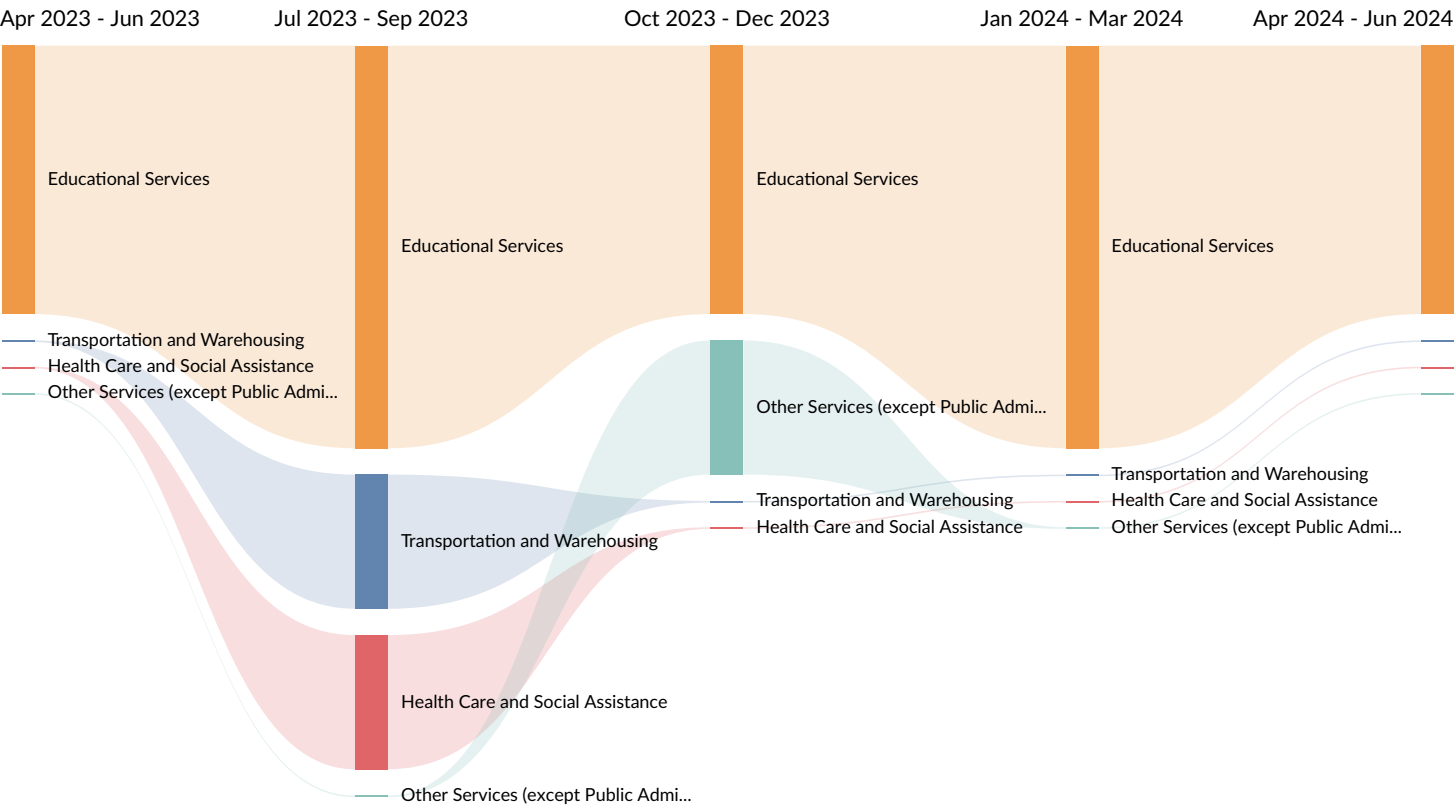 Apr 2023 - Jun 2023
Jul 2023 - Sep 2023
Oct 2023 - Dec 2023
Jan 2024 - Mar 2024
Apr 2024 - Jun 2024
Educational Services
Transportation and Warehousing
Health Care and Social Assistance
Other Services (except Public Admi...
Educational Services
Transportation and Warehousing
Health Care and Social Assistance
Other Services (except Public Admi...
Educational Services
Other Services (except Public Admi...
Transportation and Warehousing
Health Care and Social Assistance
Educational Services
Transportation and Warehousing
Health Care and Social Assistance
Other Services (except Public Admi...